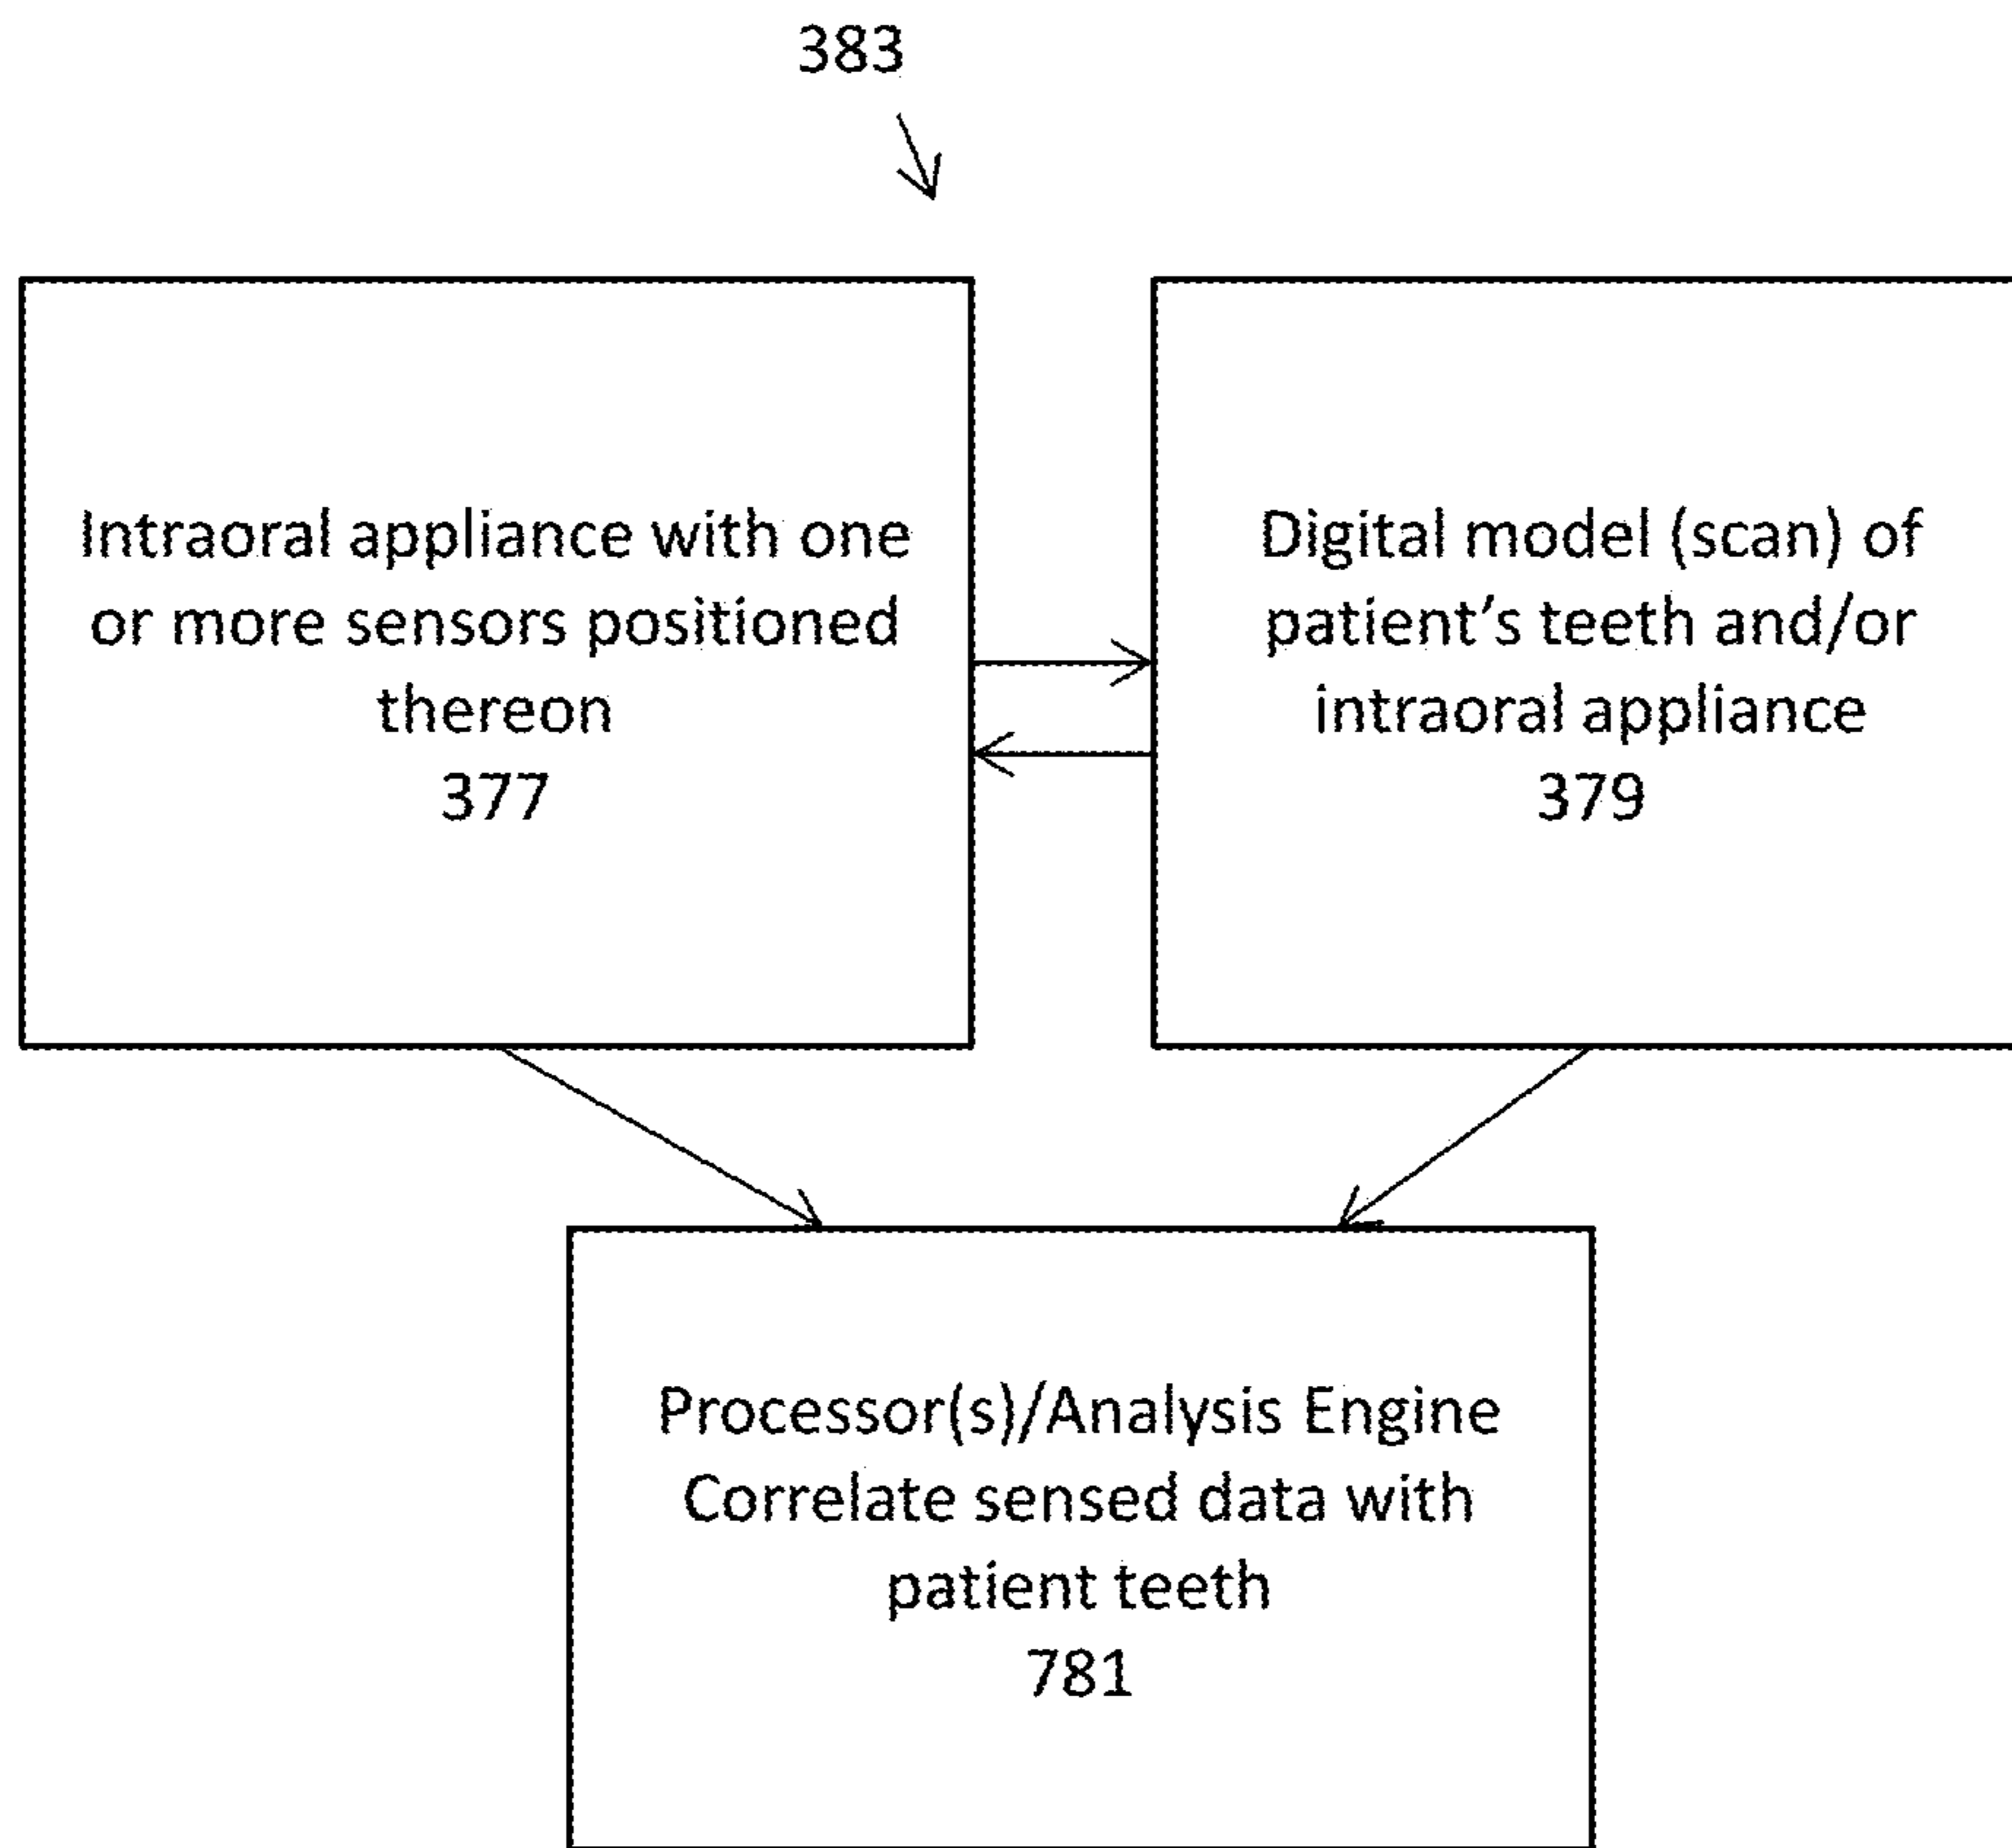 383
Intraoral appliance with one
or more sensors positioned
thereon
377
Digital model (scan) of
patient's teeth and/or
intraoral appliance
379
Processor(s)/Analysis Engine
Correlate sensed data with
patient teeth
781